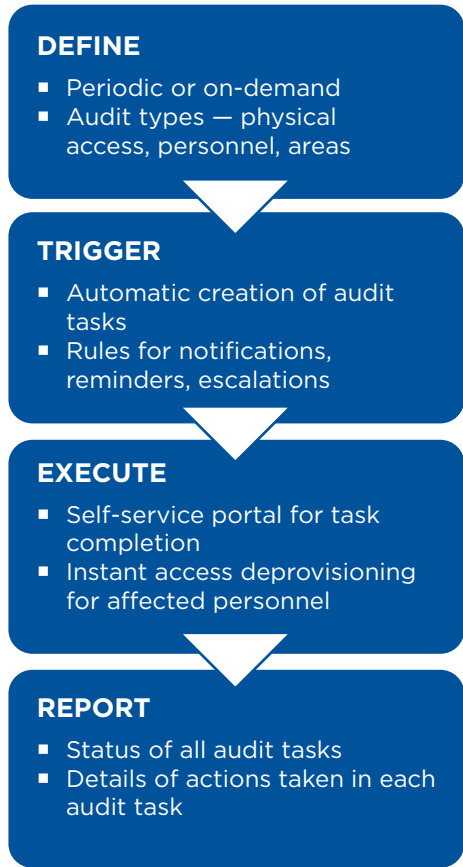 DEFINE
▪ Periodic or on-demand
▪ Audit types — physical
access, personnel, areas
TRIGGER
▪ Automatic creation of audit
tasks
▪ Rules for notifications,
reminders, escalations
EXECUTE
▪ Self-service portal for task
completion
▪ Instant access deprovisioning
for affected personnel
REPORT
▪ Status of all audit tasks
▪ Details of actions taken in each
audit task